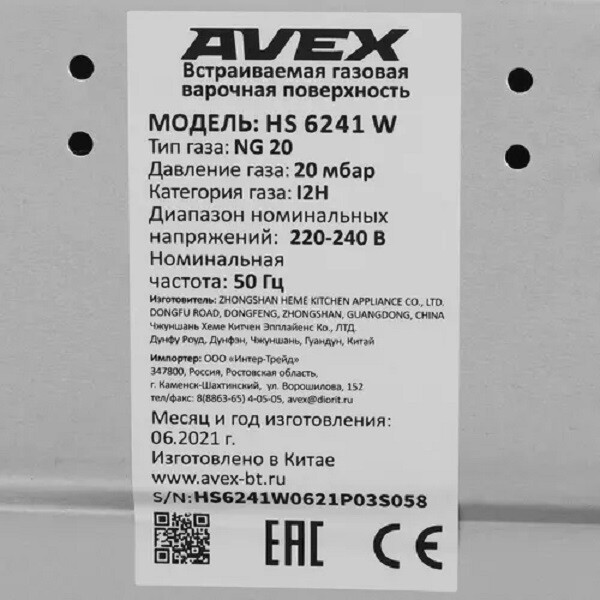 AVEX
Встраиваемая газовая
варочная поверхность
МОДЕЛЬ: HS 6241 W
Тип газа: NG 20
Давление газа: 20 мбар
Категория газа: I2H
Диапазон номинальных
напряжений: 220-240 В
Номинальная
частота: 50 Гц
Изготовитель: ZHONGSHAN HEME KITCHEN APPLIANCE CO., LTD.
DONGFU ROAD, DONGFENG, ZHONGSHAN, GUANGDONG, CHINA
Чжуншань Хеме Китчен Эпплайенс Ко., ЛТД.
Дунфу Роуд, Дунфэн, Чжуншань, Гуандун, Китай
Импортер: ООО «Интер-Трейд»
347800, Россия, Ростовская область,
г. Каменск-Шахтинский, ул. Ворошилова, 152
тел/факс: 8(8863-65) 4-05-05, avex@diorit.ru
Месяц и год изготовления:
06.2021 г.
Изготовлено в Китае
www.avex-bt.ru
S/N:HS6241W0621P03S058
EAC CE